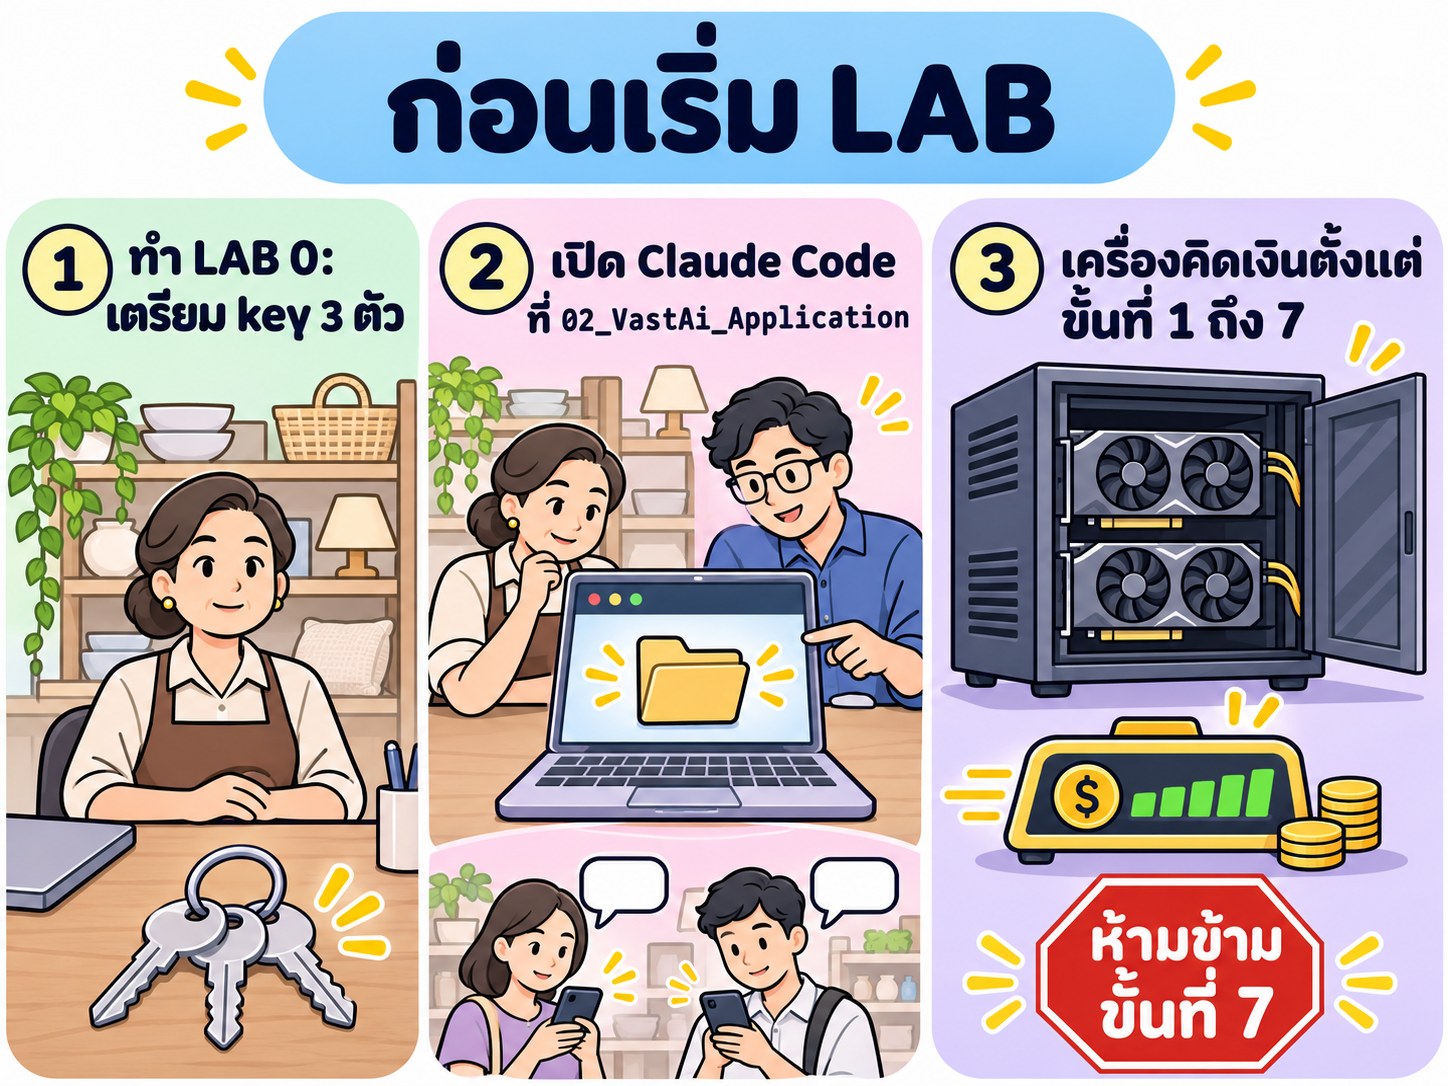 ก่อนเริ่ม LAB
1 ทำ LAB 0:
เตรียม key 3 ตัว
2 เปิด Claude Code
ที่ 02_VastAi_Application
3 เครื่องคิดเงินตั้งแต่
ขั้นที่ 1 ถึง 7
$
ห้ามข้าม
ขั้นที่ 7